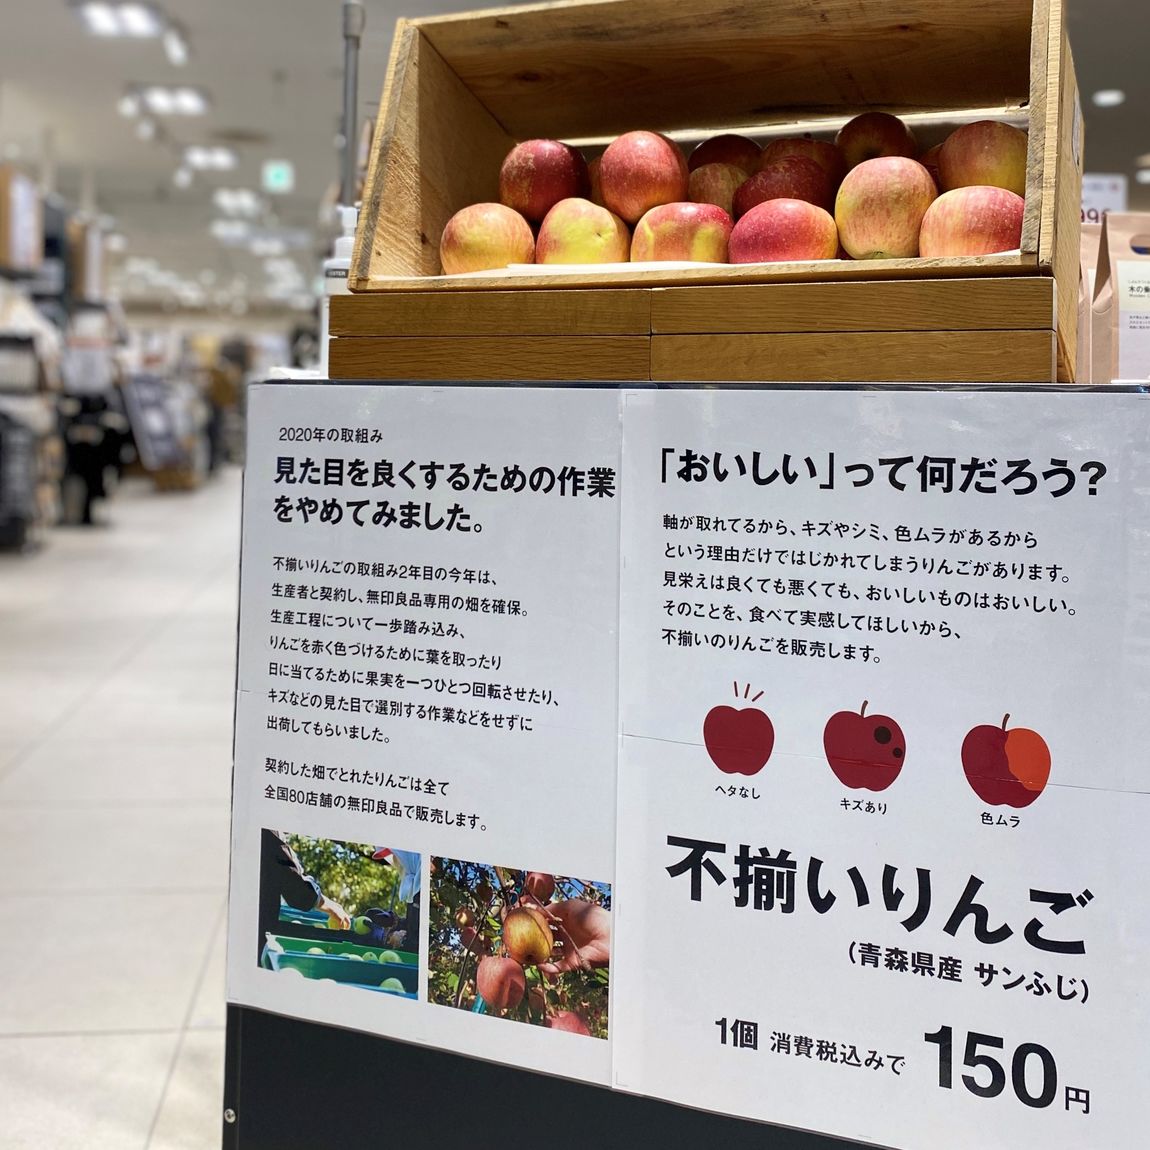 2020年の取組み
見た目を良くするための作業
をやめてみました。
不揃いりんごの取組み2年目の今年は、
生産者と契約し、無印良品専用の畑を確保。
生産工程について一歩踏み込み、
りんごを赤く色づけるために葉を取ったり
日に当てるために果実を一つひとつ回転させたり、
キズなどの見た目で選別する作業などをせずに
出荷してもらいました。
契約した畑でとれたりんごは全て
全国80店舗の無印良品で販売します。
「おいしい」って何だろう?
軸が取れてるから、キズやシミ、色ムラがあるから
という理由だけではじかれてしまうりんごがあります。
見栄えは良くても悪くても、おいしいものはおいしい。
そのことを、食べて実感してほしいから、
不揃いのりんごを販売します。
ヘタなし
キズあり
色ムラ
不揃いりんご
(青森県産 サンふじ)
1個 消費税込みで 150円